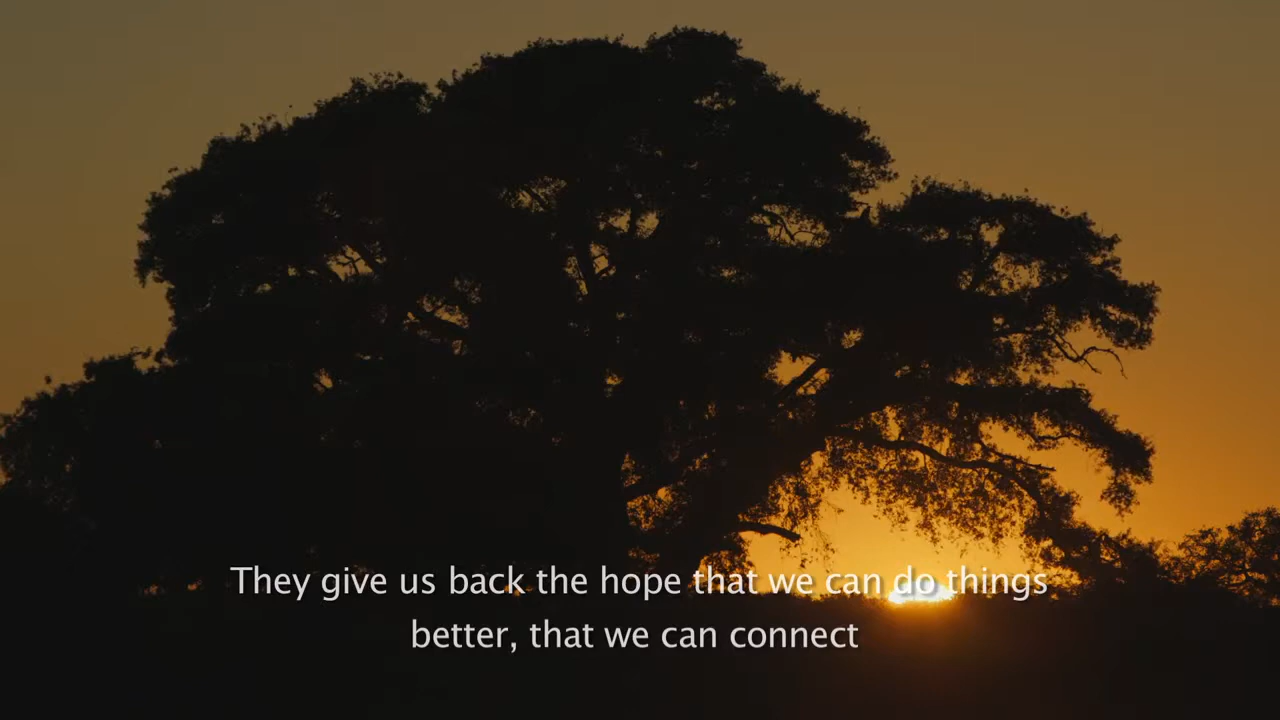 They give us back the hope that we can do things
better, that we can connect